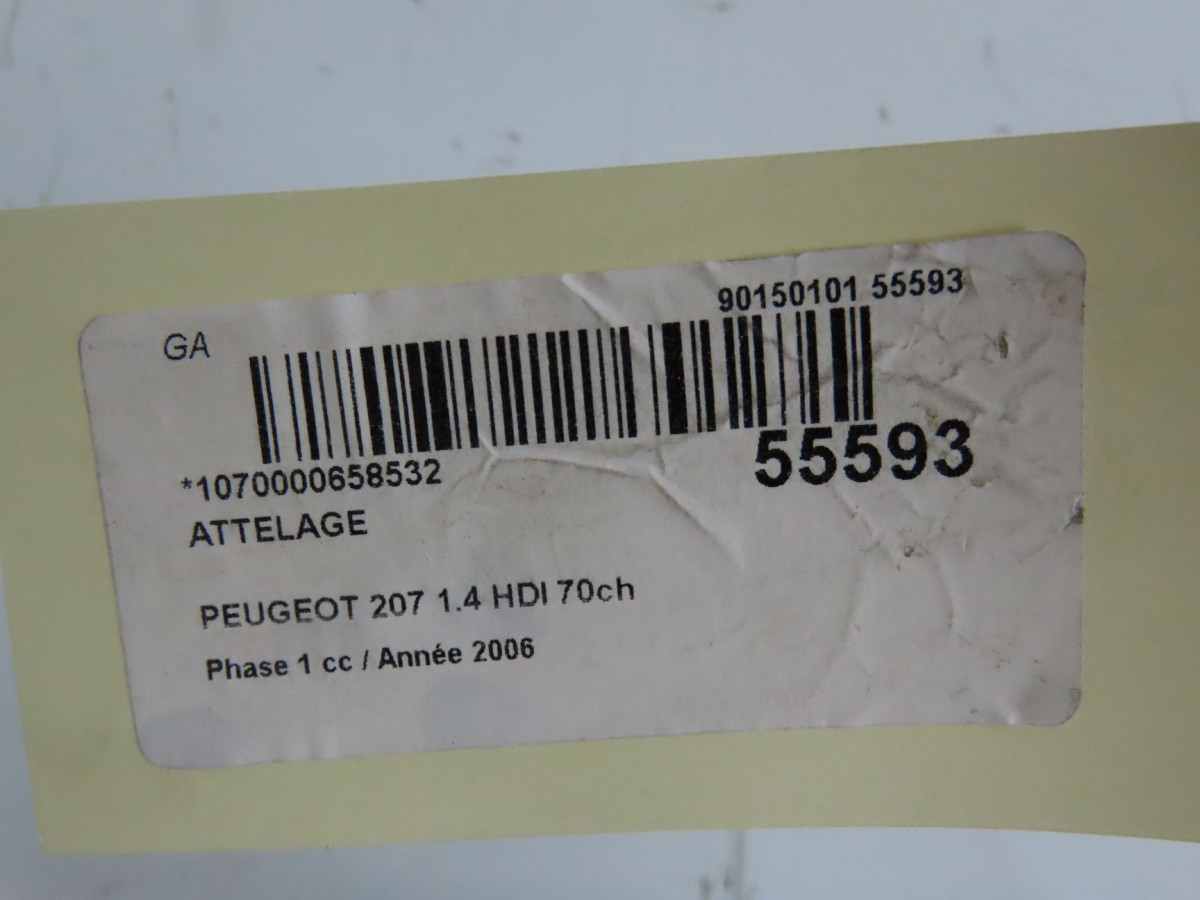 GA
90150101 55593
*1070000658532
55593
ATTELAGE
PEUGEOT 207 1.4 HDI 70ch
Phase 1 cc / Année 2006